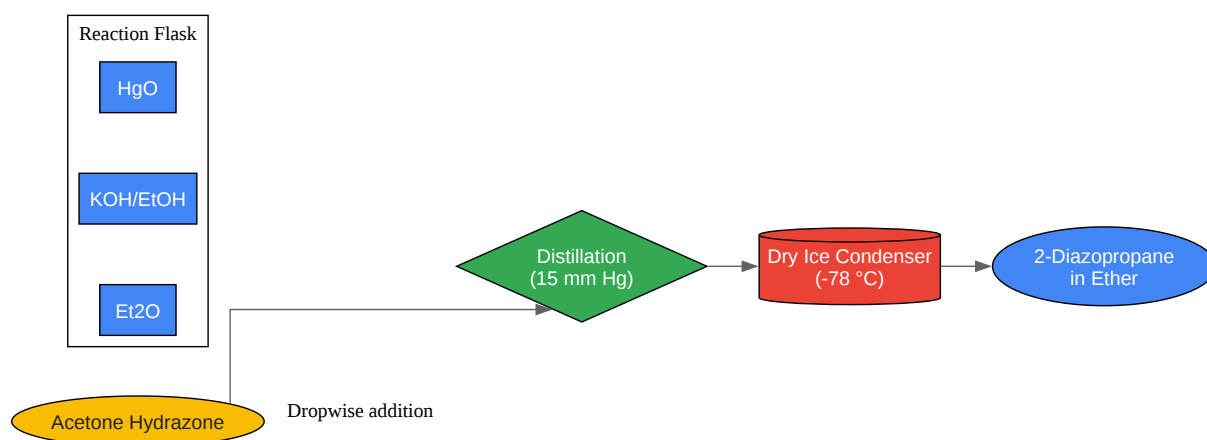 Reaction Flask
HgO
KOH/EtOH
Et2O
Distillation
(15 mm Hg)
Dry Ice Condenser
(-78 °C)
2-Diazopropane
in Ether
Acetone Hydrazone
Dropwise addition